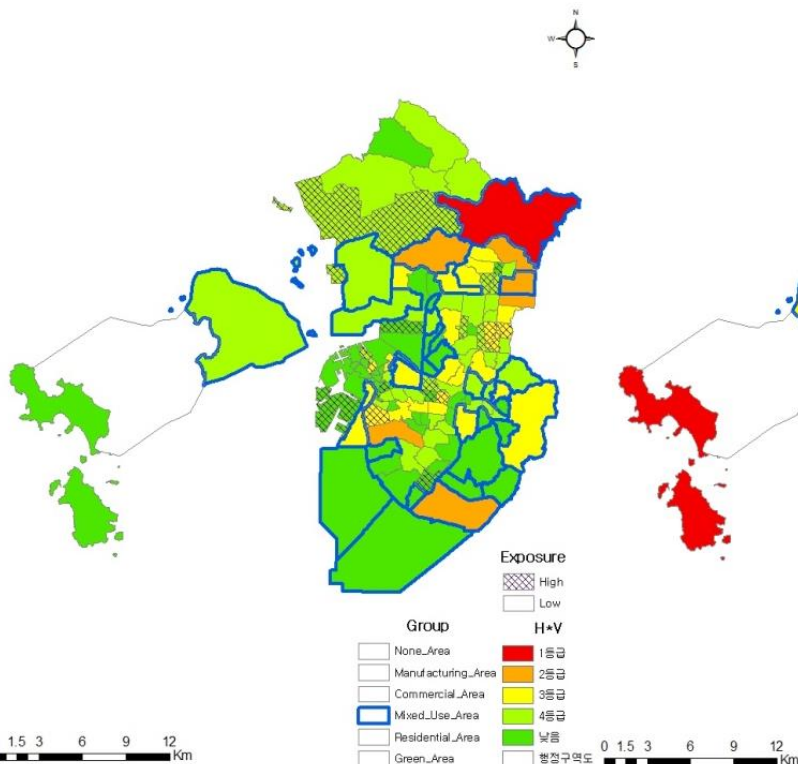 N
W
S
Exposure
High
Low
Group
None_Area
Manufacturing_Area
Commercial_Area
Mixed_Use_Area
Residential_Area
Green_Area
H*V
1등급
2등급
3등급
4등급
낮음
행정구역도
1.5 3 6 9 12
Km
0 1.5 3 6 9 12
Km